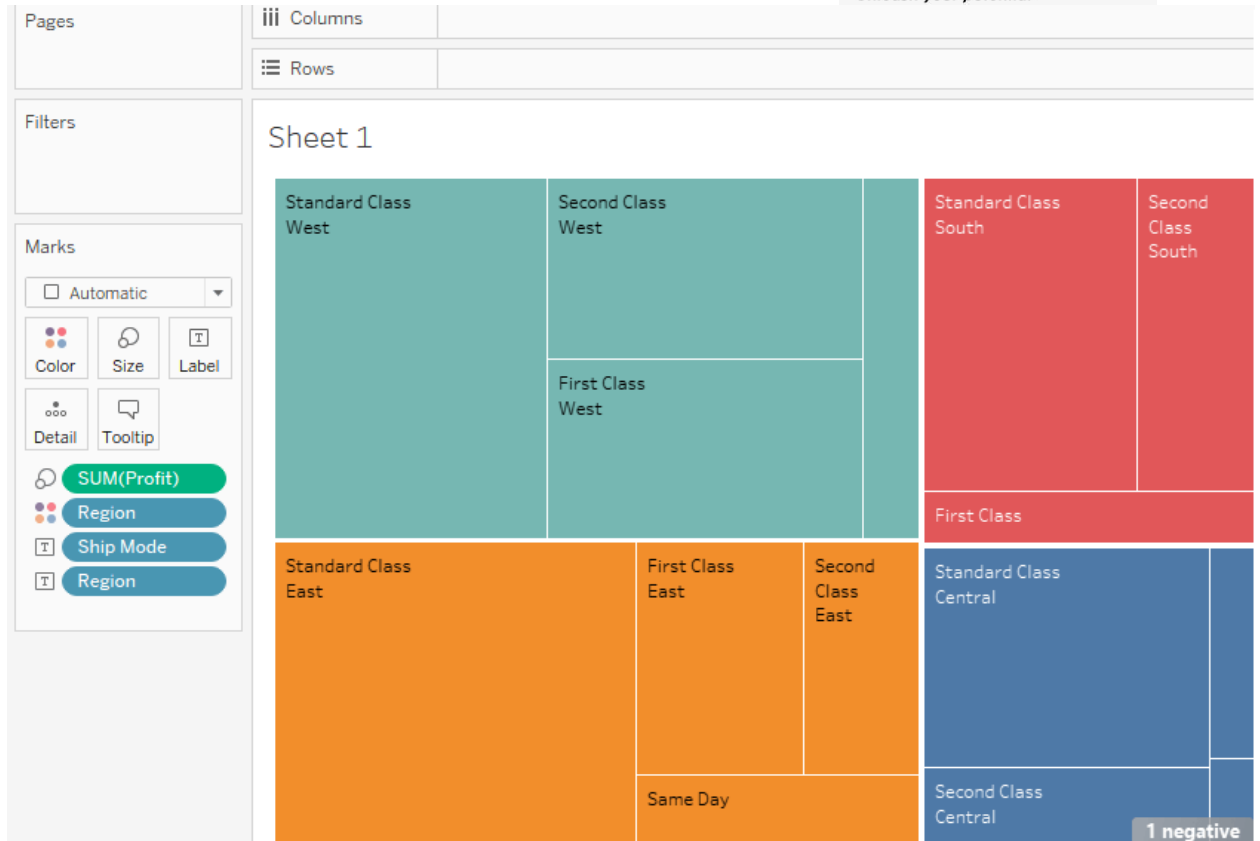 Pages
iii Columns
Rows
Filters
Sheet 1
Standard Class
West
Second Class
West
First Class
West
Standard Class
South
Second
Class
South
First Class
Marks
Automatic
Color
Size
T
Label
Detail
Tooltip
SUM(Profit)
Region
T
Ship Mode
T
Region
Standard Class
East
First Class
East
Second
Class
East
Same Day
Standard Class
Central
Second Class
Central
1 negative